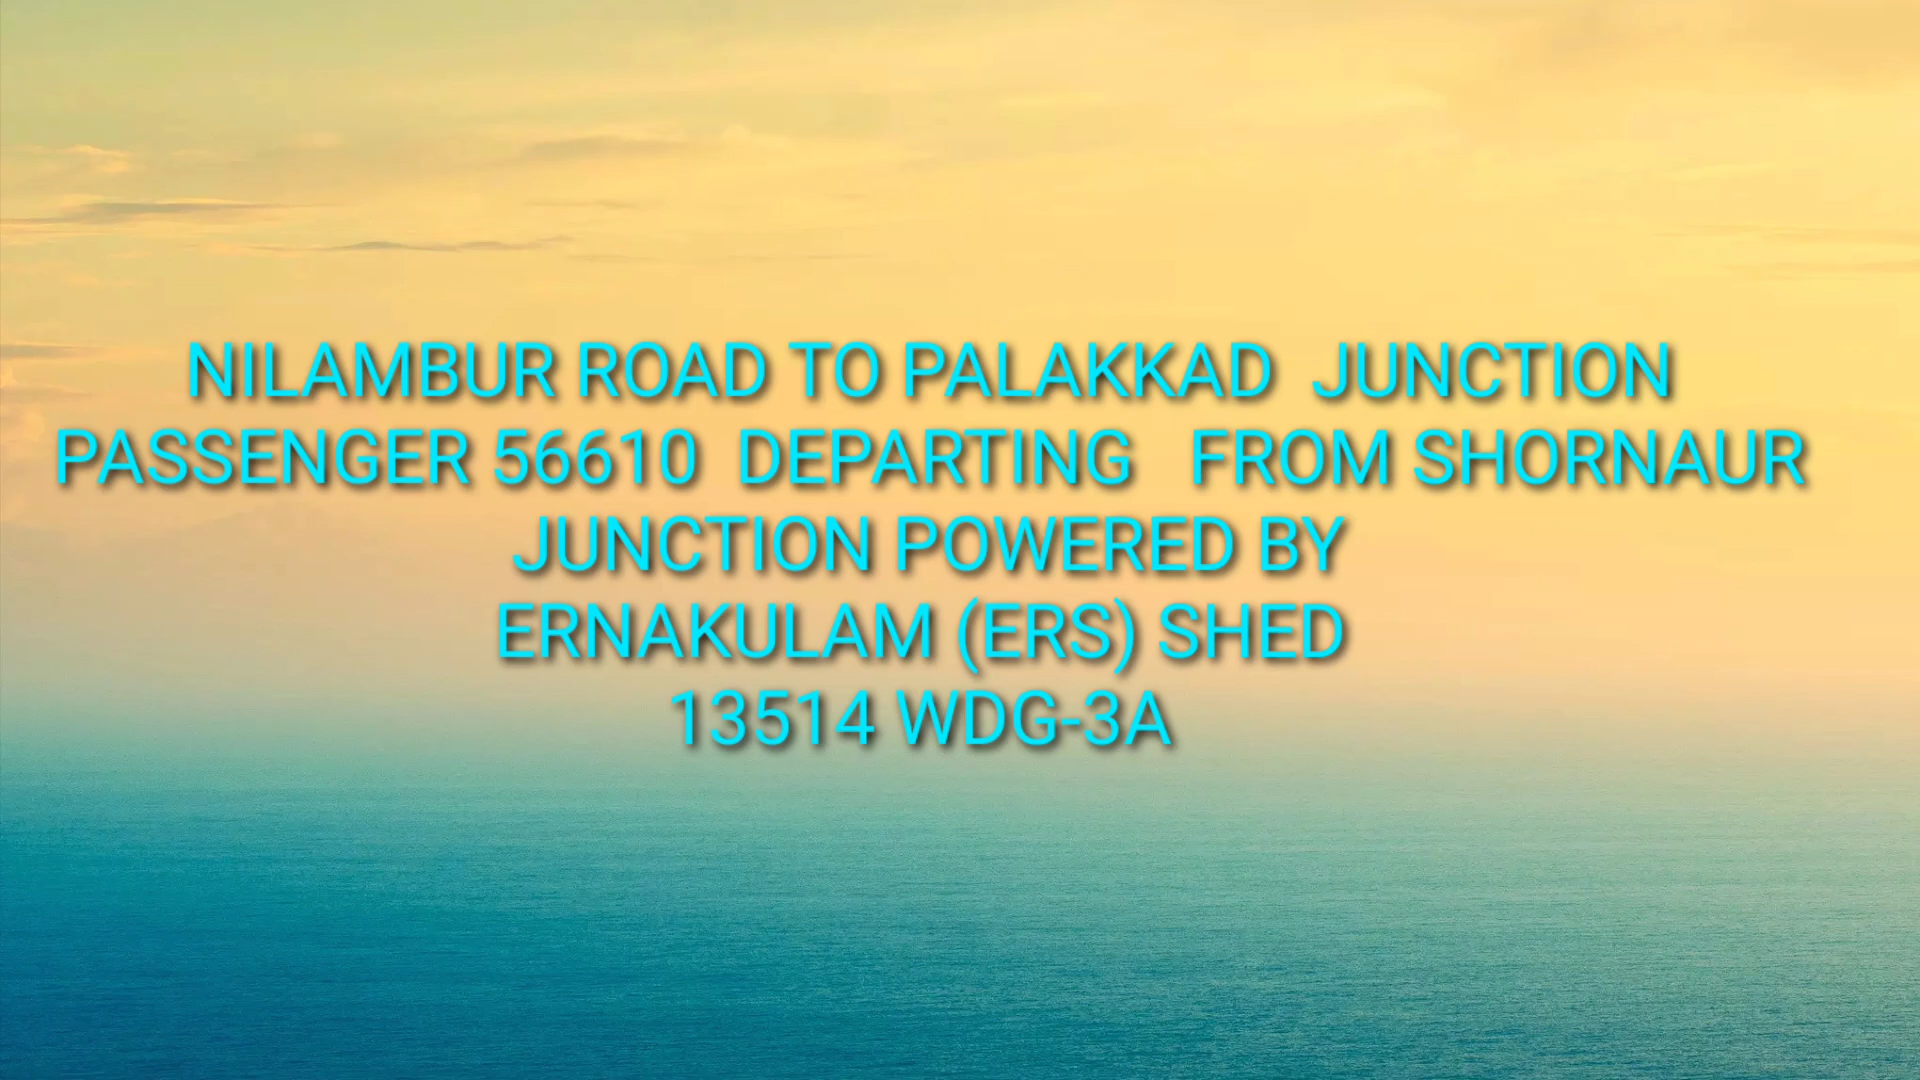 NILAMBUR ROAD TO PALAKKAD  JUNCTION
PASSENGER 56610  DEPARTING   FROM SHORNAUR
JUNCTION POWERED BY
ERNAKULAM (ERS) SHED
13514 WDG-3A